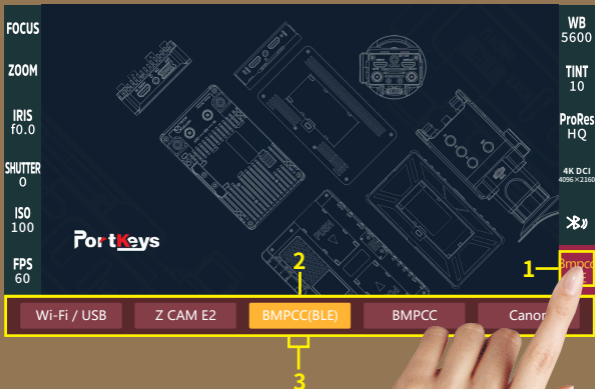 FOCUS
ZOOM
IRIS
f0.0
SHUTTER
0
ISO
100
FPS
60
PortKeys
WB
5600
TINT
10
ProRes
HQ
4K DCI
4096×2160
1
Bmpcc
2
Wi-Fi / USB
Z CAM E2
BMPCC(BLE)
BMPCC
3